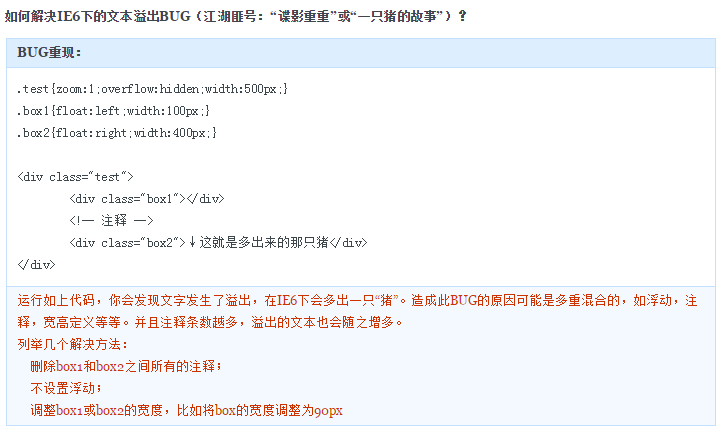 如何解决IE6下的文本溢出BUG（江湖匪号：“谍影重重”或“一只猪的故事”）？
BUG重现：
.test{zoom:1;overflow:hidden;width:500px;}
.box1{float:left;width:100px;}
.box2{float:right;width:400px;}
<div class="test">
<div class="box1"></div>
<!-- 注释 -->
<div class="box2">↓这就是多出来的那只猪</div>
</div>
运行如上代码，你会发现文字发生了溢出，在IE6下会多出一只“猪”。造成此BUG的原因可能是多重混合的，如浮动，注
释，宽高定义等等。并且注释条数越多，溢出的文本也会随之增多。
列举几个解决方法：
删除box1和box2之间所有的注释；
不设置浮动；
调整box1或box2的宽度，比如将box的宽度调整为90px